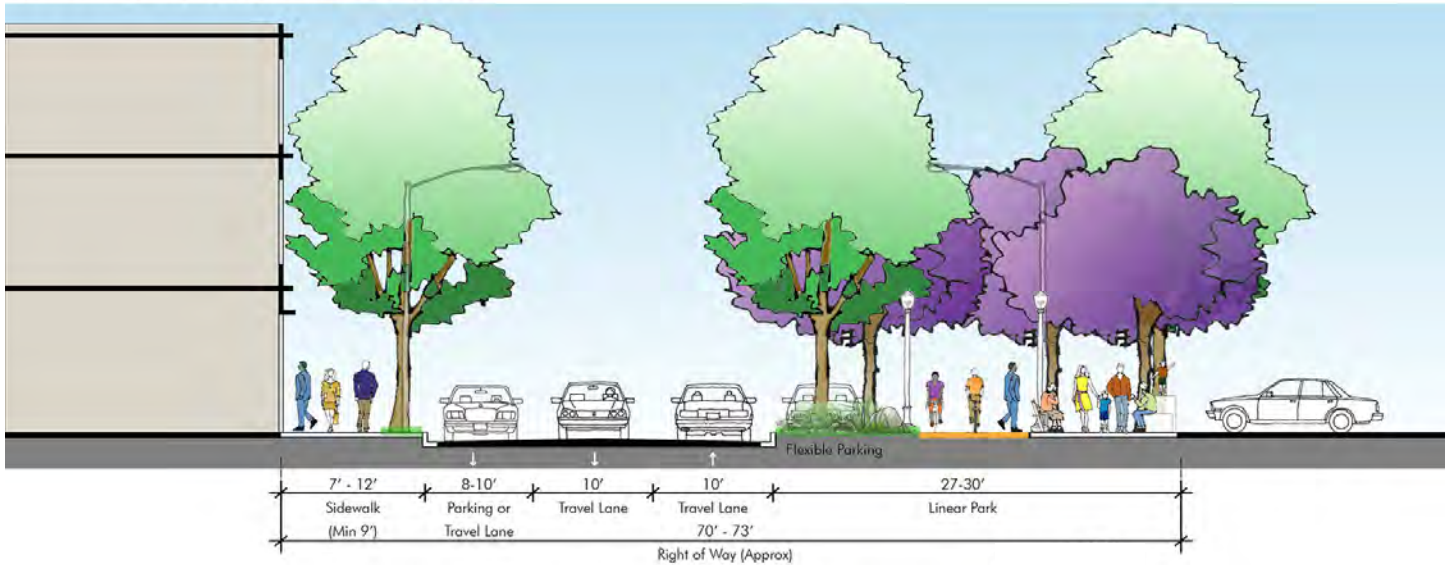 Flexible Parking
7' - 12'
8-10'
10'
10'
27-30'
Sidewalk
Parking or
Travel Lane
Travel Lane
Linear Park
(Min 9')
Travel Lane
70' - 73'
Right of Way (Approx)